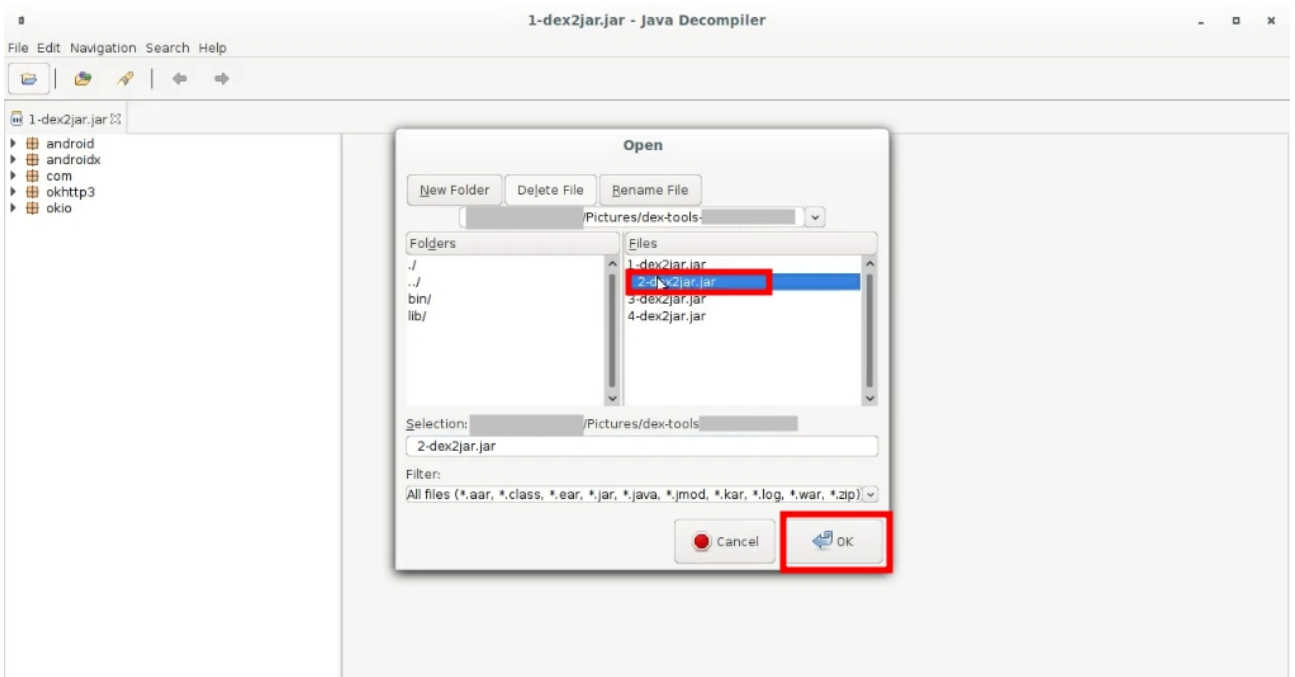 1-dex2jar.jar - Java Decompiler
File Edit Navigation Search Help
1-dex2jar.jar
android
androidx
com
okhttp3
okio
Open
New Folder Delete File Rename File
/Pictures/dex-tools-
Folders
./
../
bin/
lib/
Files
1-dex2jar.jar
2-dex2jar.jar
3-dex2jar.jar
4-dex2jar.jar
Selection: /Pictures/dex-tools
2-dex2jar.jar
Filter:
All files (*.aar, *.class, *.ear, *.jar, *.java, *.jmod, *.kar, *.log, *.war, *.zip)
Cancel OK